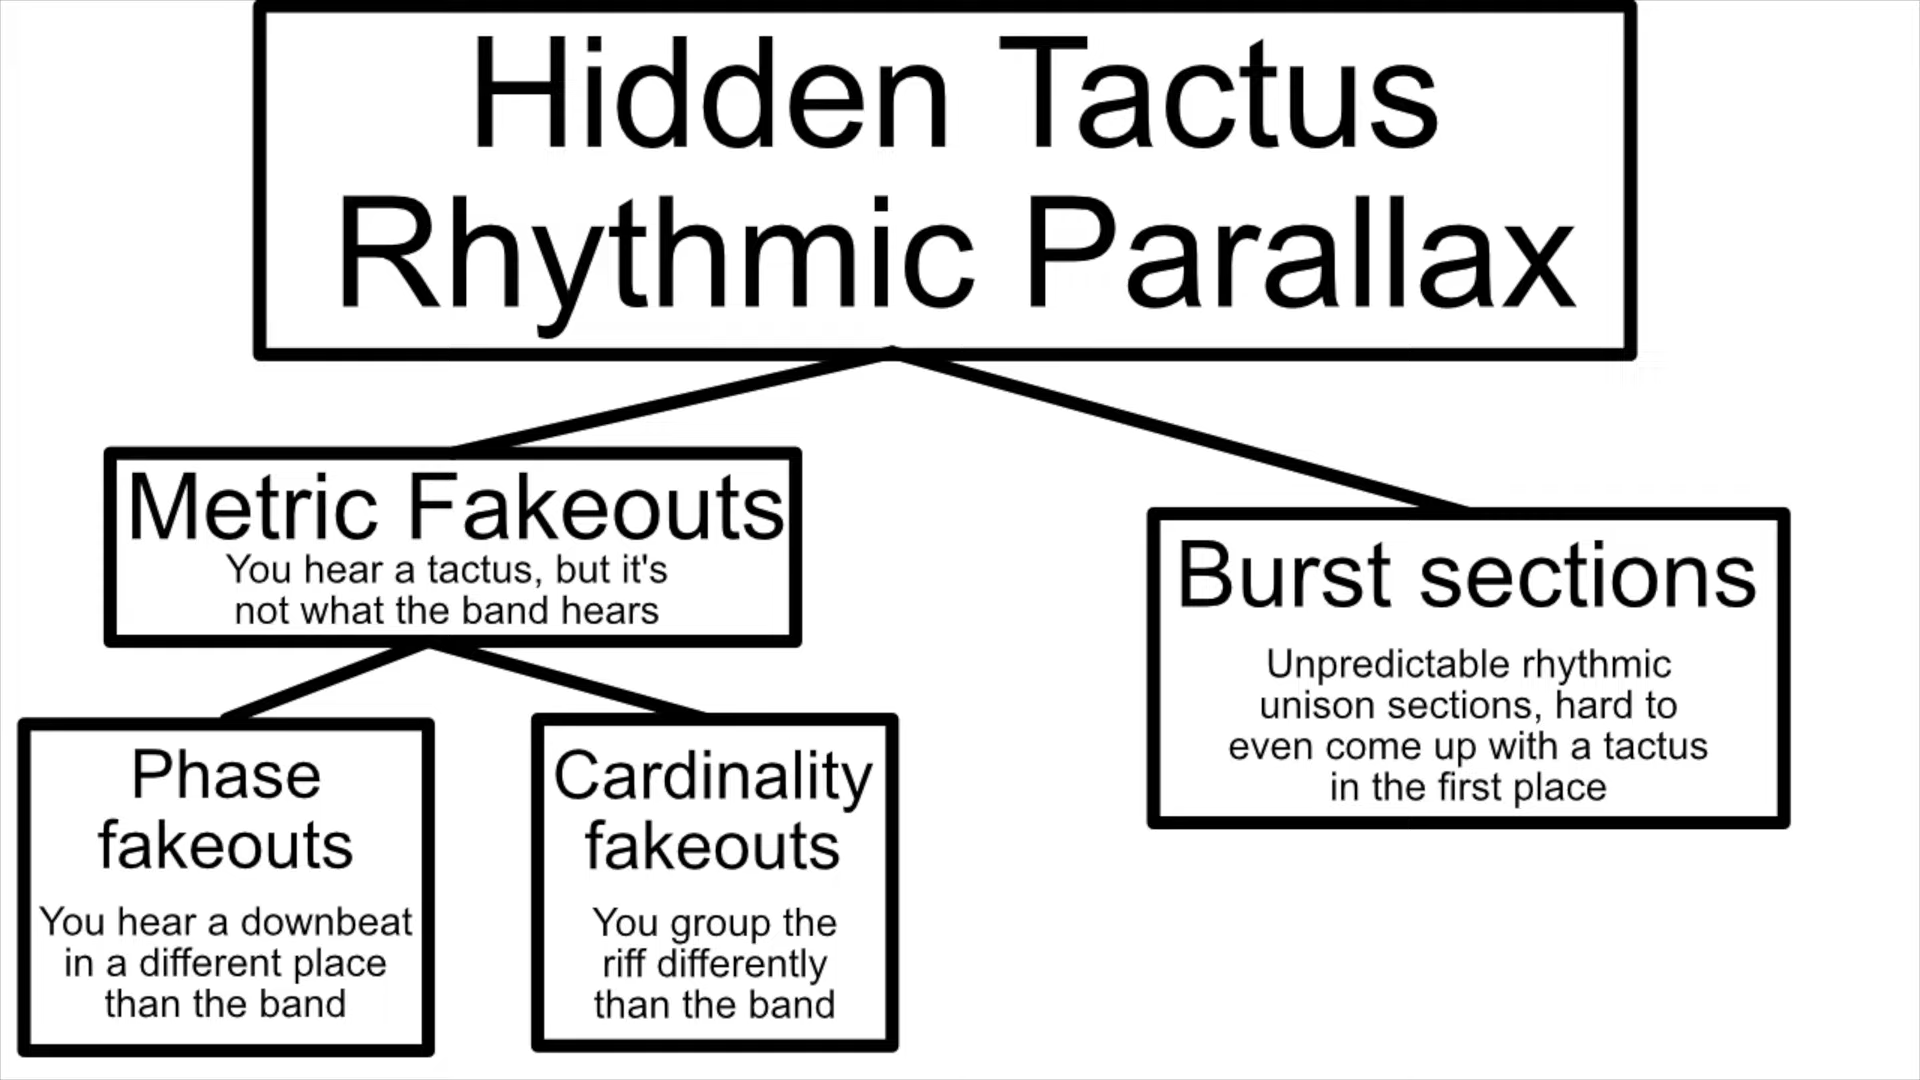 Hidden Tactus
Rhythmic Parallax
Metric Fakeouts
You hear a tactus, but it's
not what the band hears
Burst sections
Unpredictable rhythmic
unison sections, hard to
even come up with a tactus
in the first place
Phase
fakeouts
You hear a downbeat
in a different place
than the band
Cardinality
fakeouts
You group the
riff differently
than the band